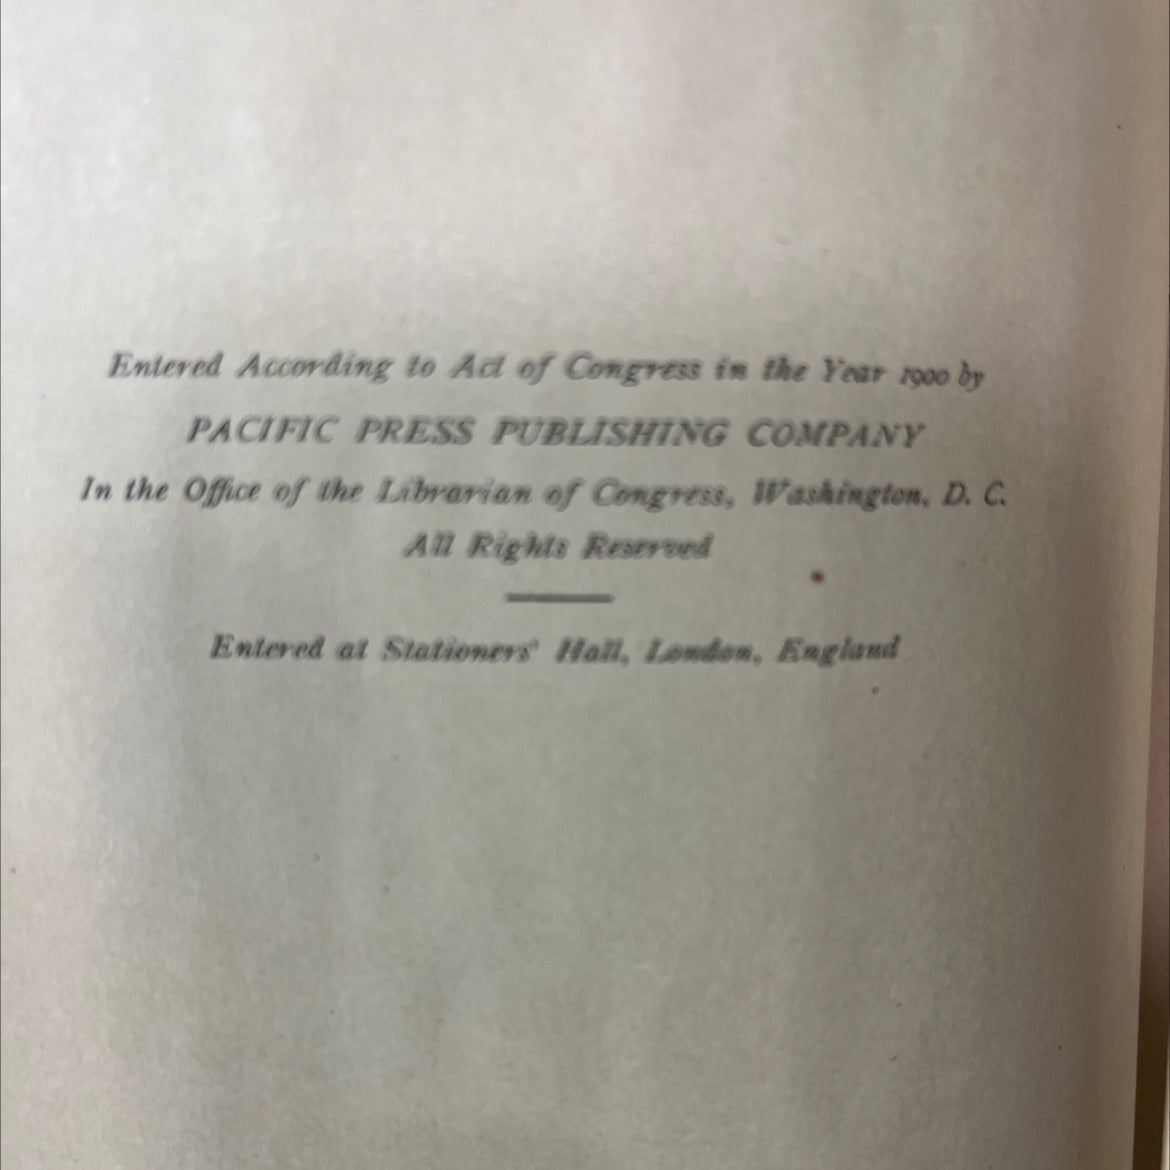 Entered According to Act of Congress in the Year 1900 by
PACIFIC PRESS PUBLISHING COMPANY
In the Office of the Librarian of Congress, Washington, D. C.
All Rights Reserved
Entered at Stationers' Hall, London, England